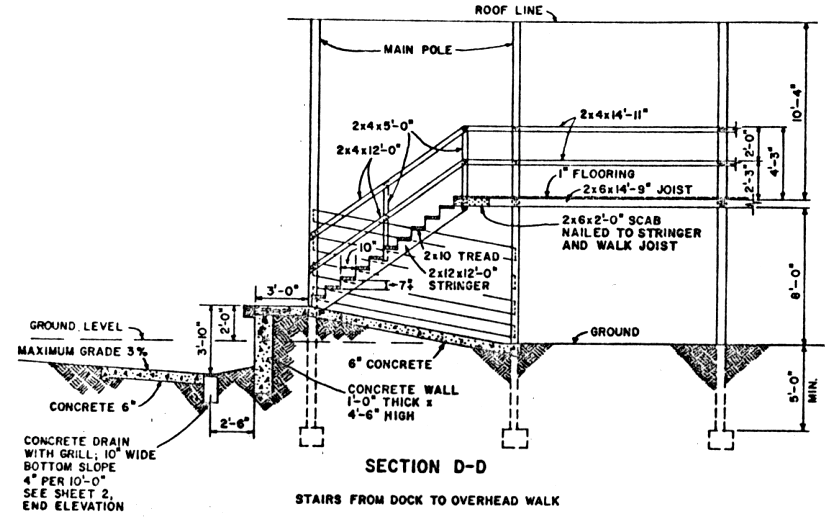 ROOF LINE
MAIN POLE
10'-4"
2x4x5'-0"
2x4x12'-0"
2x4x14'-11"
2'-0"
4'-3"
2'-3"
1" FLOORING
2x6x14'-9" JOIST
2x6x2'-0" SCAB
NAILED TO STRINGER
AND WALK JOIST
10"
2x10 TREAD
2x12x12'-0"
STRINGER
8'-0"
3'-0"
GROUND LEVEL
MAXIMUM GRADE 3%
3'-10"
2'-0"
GROUND
6" CONCRETE
CONCRETE 6"
CONCRETE WALL
1'-0" THICK x
4'-6" HIGH
5'-0"
MIN.
2'-6"
CONCRETE DRAIN
WITH GRILL; 10" WIDE
BOTTOM SLOPE
4" PER 10'-0"
SEE SHEET 2,
END ELEVATION
SECTION D-D
STAIRS FROM DOCK TO OVERHEAD WALK